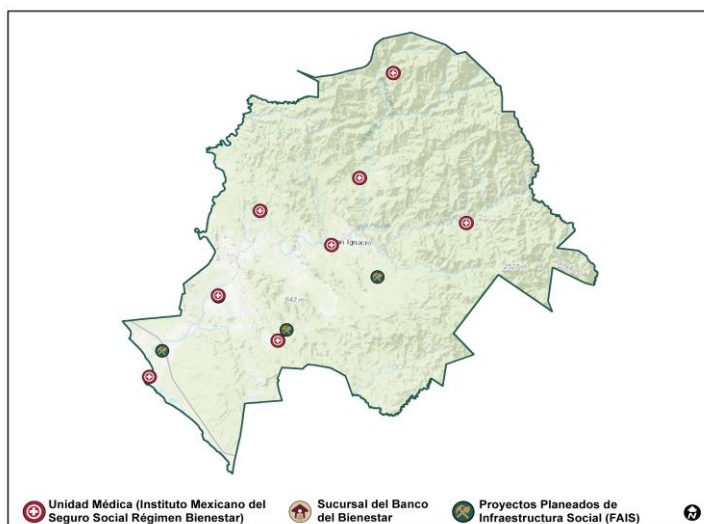 San Ignacio
2527 m
643 m
Unidad Médica (Instituto Mexicano del
Seguro Social Régimen Bienestar)
Sucursal del Banco
del Bienestar
Proyectos Planeados de
Infraestructura Social (FAIS)
N